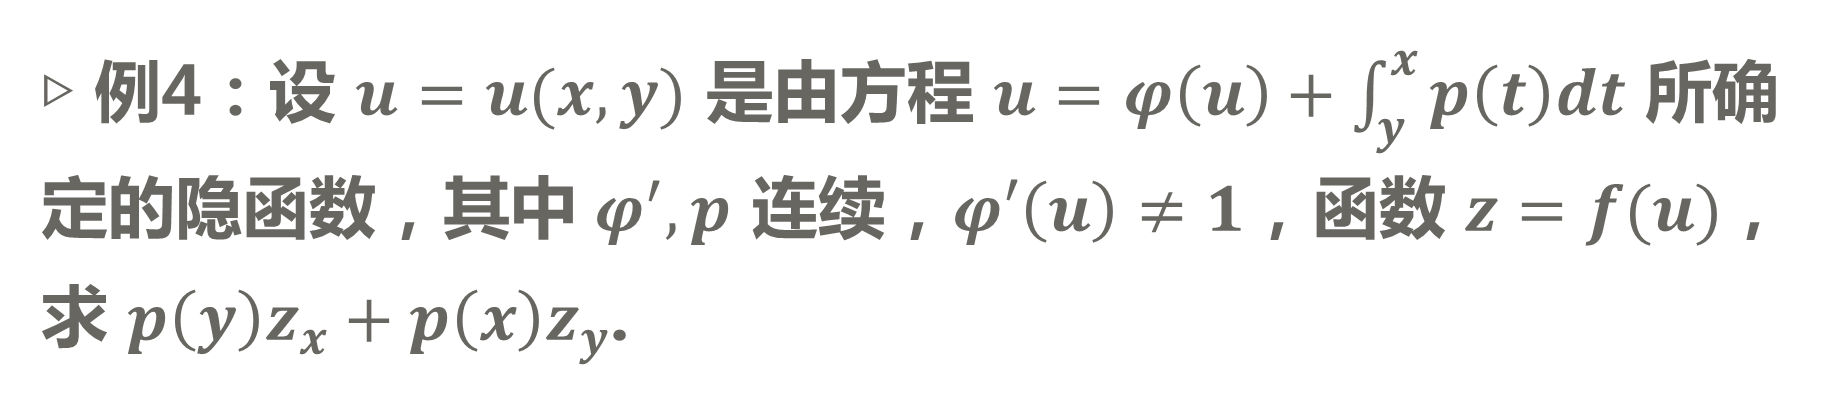 ▷ 例4：设 u = u(x, y) 是由方程 u = φ(u) + ∫_y^x p(t)dt 所确
定的隐函数，其中 φ′, p 连续，φ′(u) ≠ 1，函数 z = f(u)，
求 p(y)z_x + p(x)z_y.